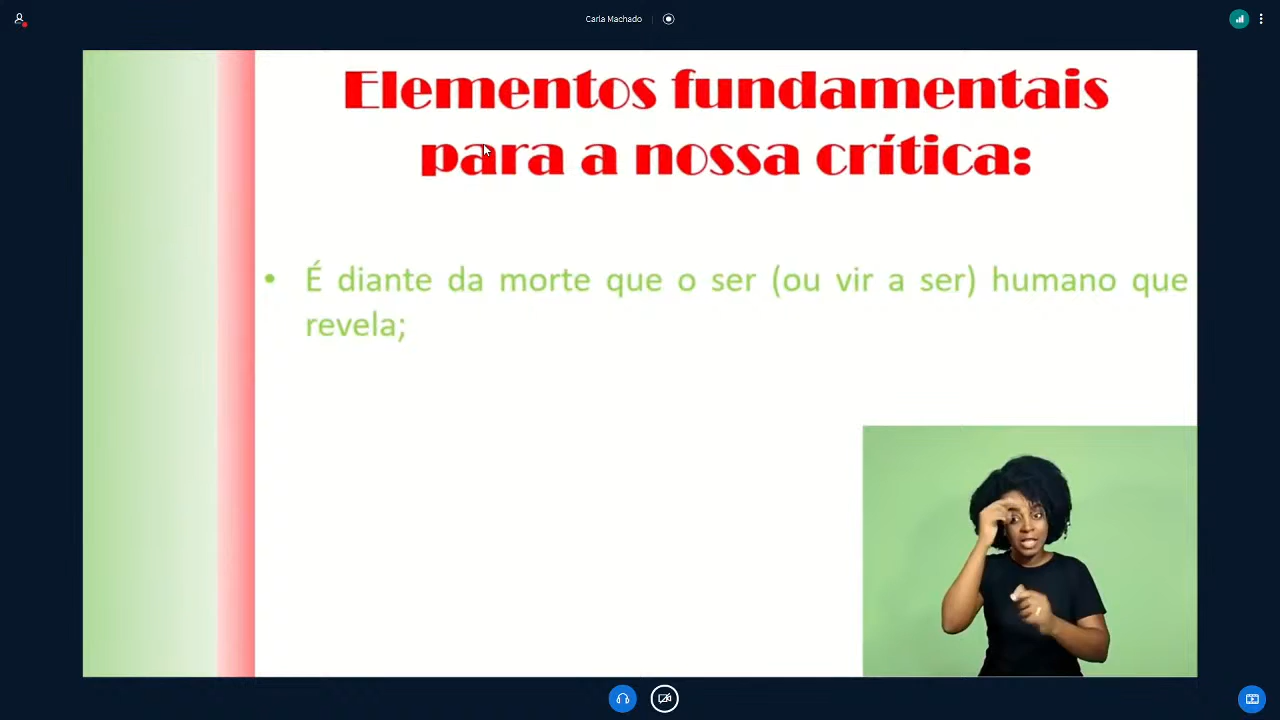 Carla Machado
Elementos fundamentais
para a nossa crítica:
• É diante da morte que o ser (ou vir a ser) humano que
revela;